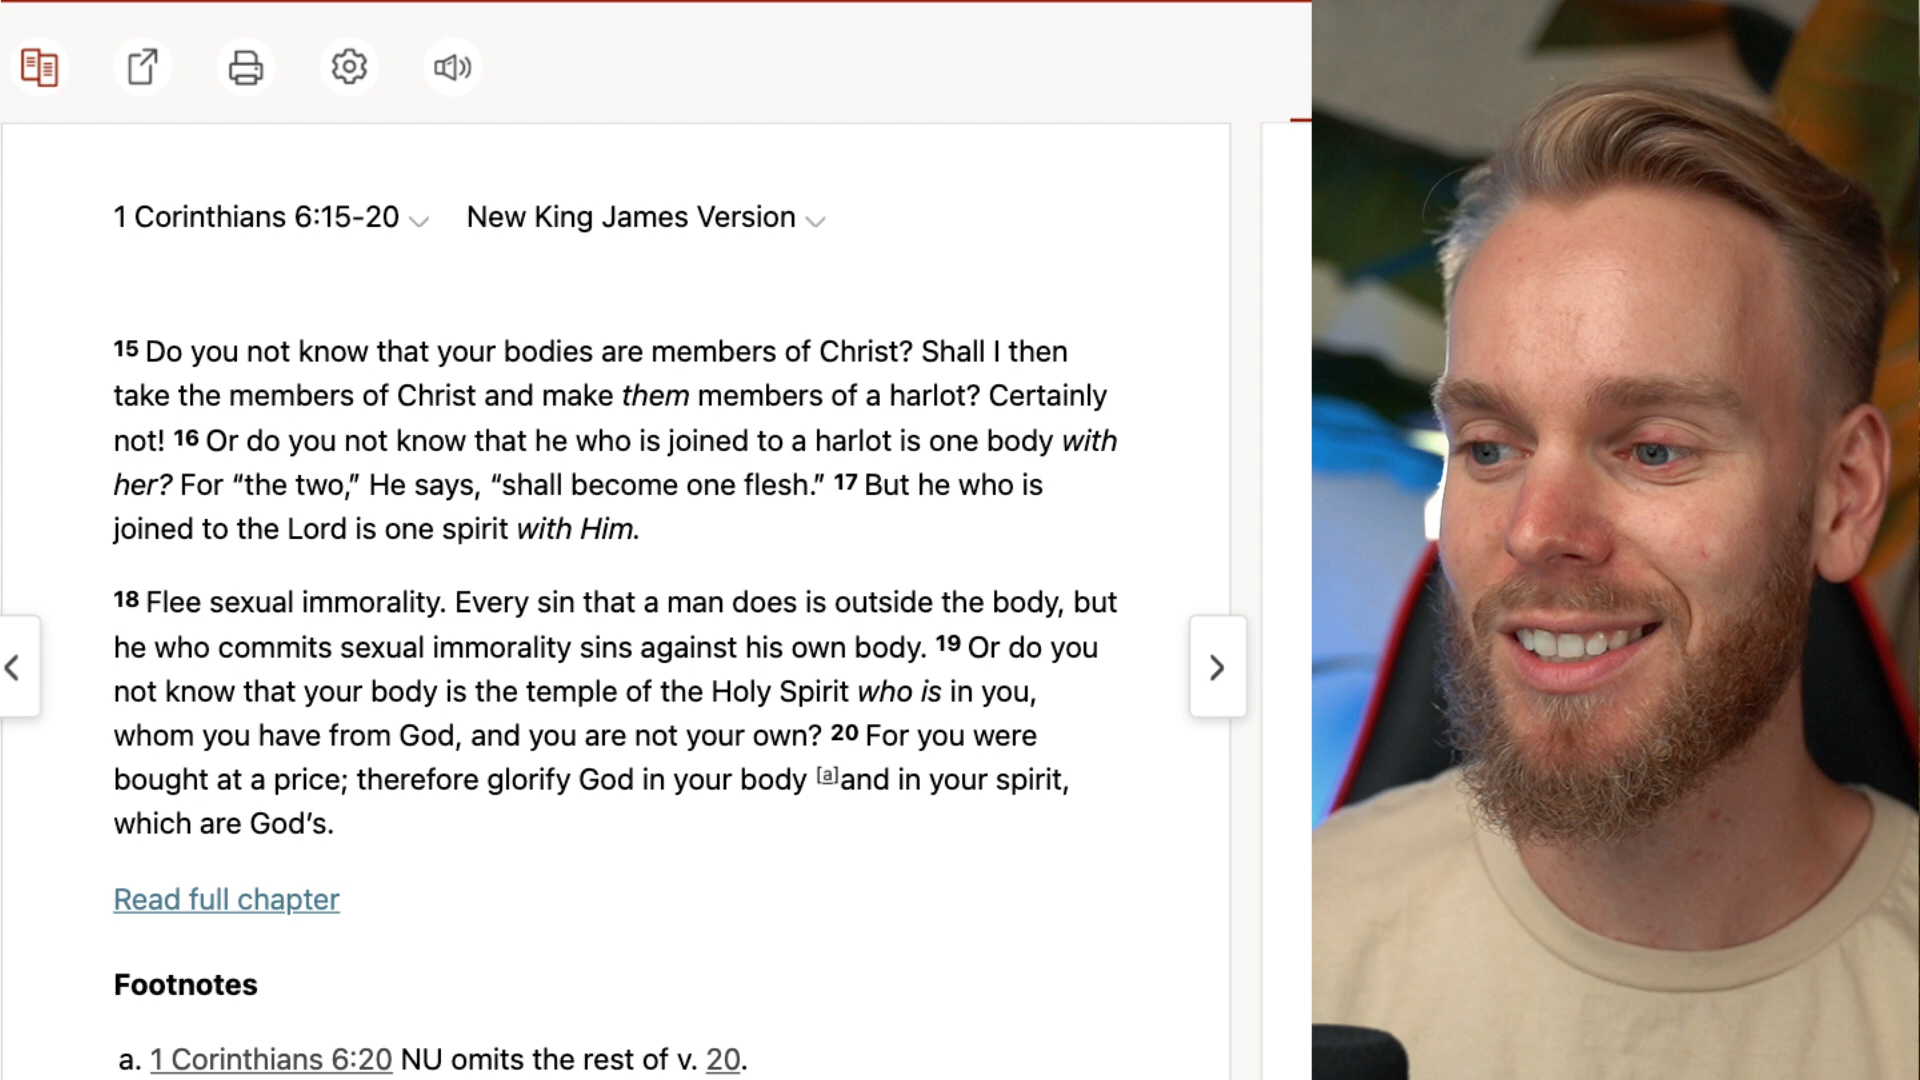 1 Corinthians 6:15-20 New King James Version
15 Do you not know that your bodies are members of Christ? Shall I then
take the members of Christ and make them members of a harlot? Certainly
not! 16 Or do you not know that he who is joined to a harlot is one body with
her? For “the two,” He says, “shall become one flesh.” 17 But he who is
joined to the Lord is one spirit with Him.
18 Flee sexual immorality. Every sin that a man does is outside the body, but
he who commits sexual immorality sins against his own body. 19 Or do you
not know that your body is the temple of the Holy Spirit who is in you,
whom you have from God, and you are not your own? 20 For you were
bought at a price; therefore glorify God in your body [a]and in your spirit,
which are God’s.
Read full chapter
Footnotes
a. 1 Corinthians 6:20 NU omits the rest of v. 20.